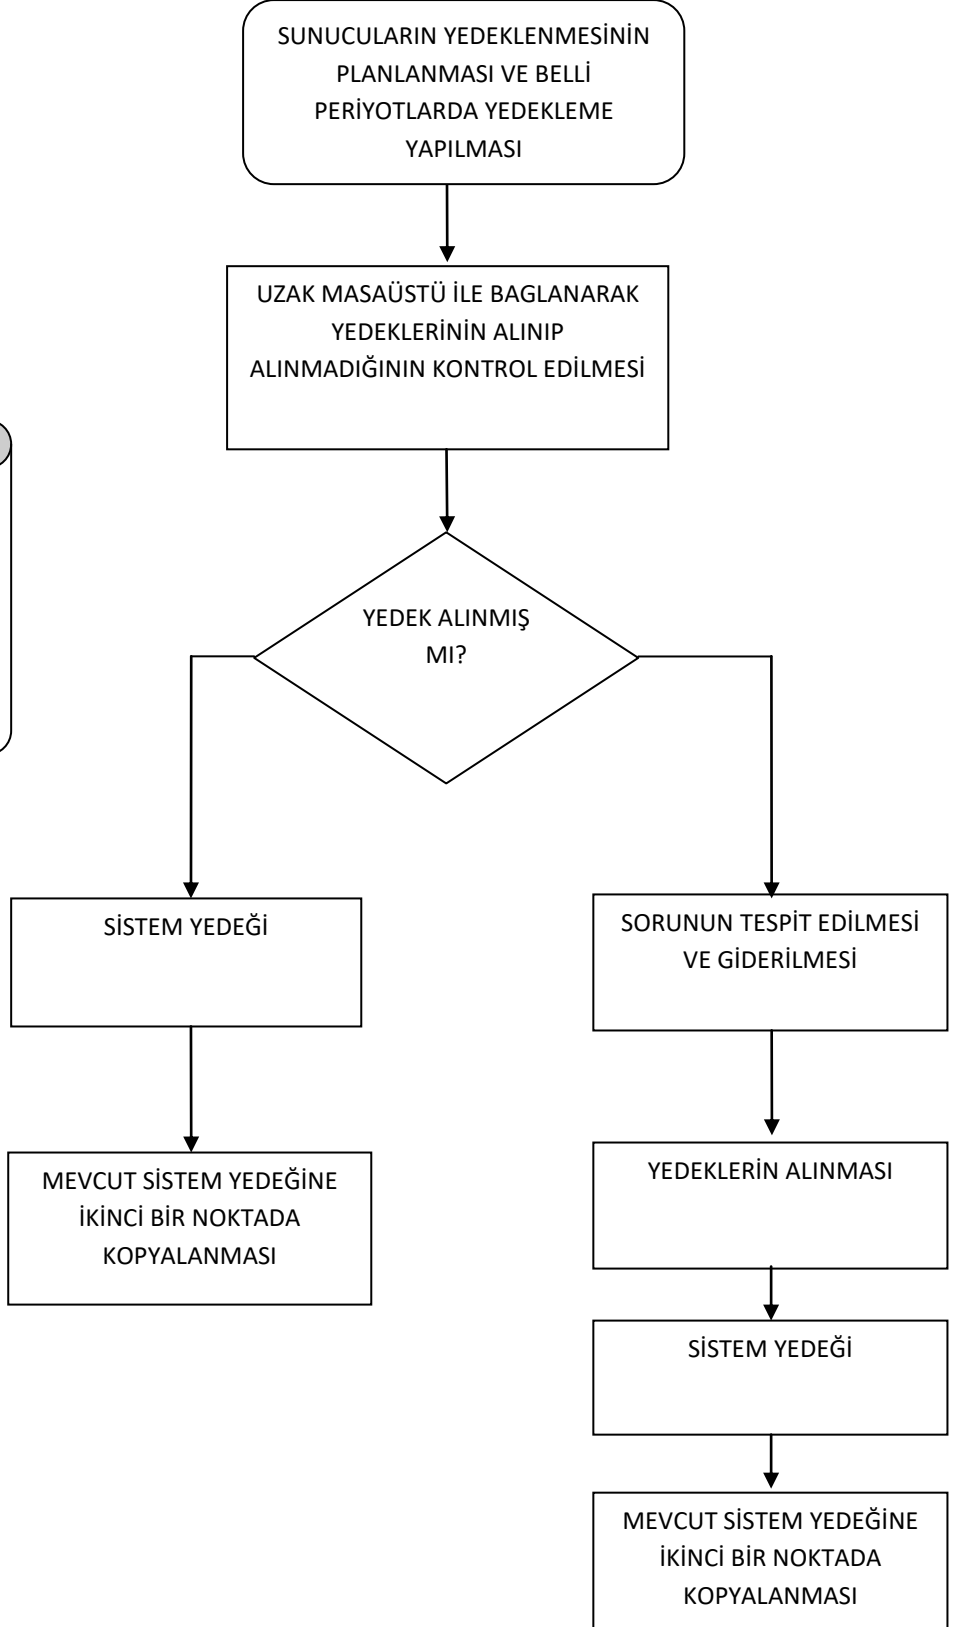 SUNUCULARIN YEDEKLENMESİNİN
PLANLANMASI VE BELLİ
PERİYOTLARDA YEDEKLEME
YAPILMASI
UZAK MASAÜSTÜ İLE BAGLANARAK
YEDEKLERİNİN ALINIP
ALINMADIĞININ KONTROL EDİLMESİ
YEDEK ALINMIŞ
MI?
SİSTEM YEDEĞİ
MEVCUT SİSTEM YEDEĞİNE
İKİNCİ BİR NOKTADA
KOPYALANMASI
SORUNUN TESPİT EDİLMESİ
VE GİDERİLMESİ
YEDEKLERİN ALINMASI
SİSTEM YEDEĞİ
MEVCUT SİSTEM YEDEĞİNE
İKİNCİ BİR NOKTADA
KOPYALANMASI